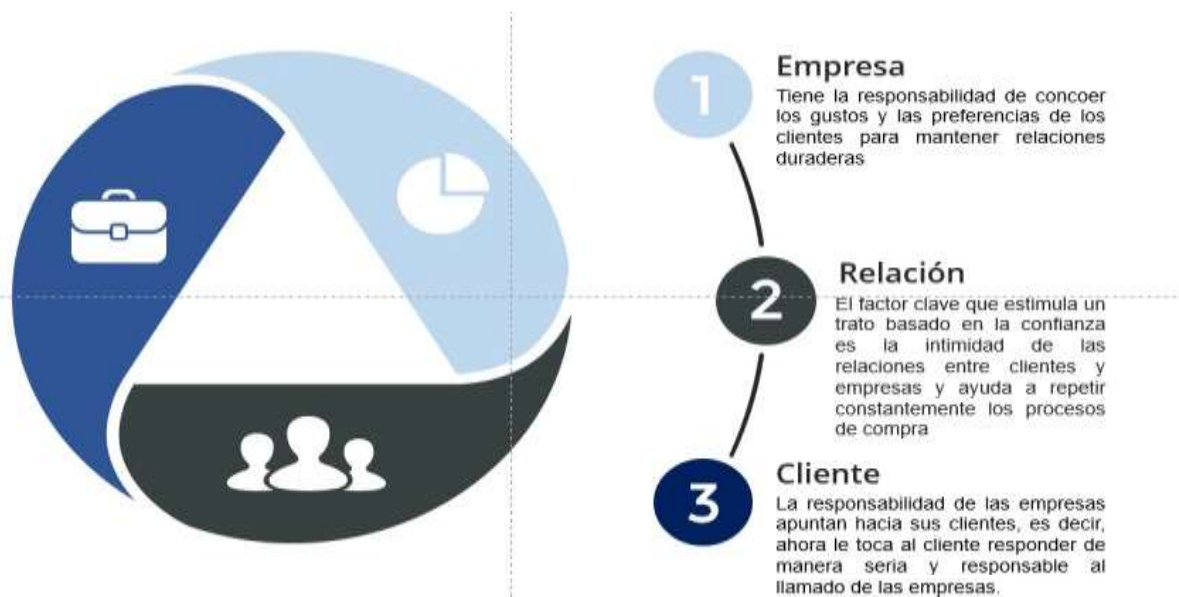 1
Empresa
Tiene la responsabilidad de concoer
los gustos y las preferencias de los
clientes para mantener relaciones
duraderas
2
Relación
El factor clave que estimula un
trato basado en la confianza
es la intimidad de las
relaciones entre clientes y
empresas y ayuda a repetir
constantemente los procesos
de compra
3
Cliente
La responsabilidad de las empresas
apuntan hacia sus clientes, es decir,
ahora le toca al cliente responder de
manera seria y responsable al
llamado de las empresas.